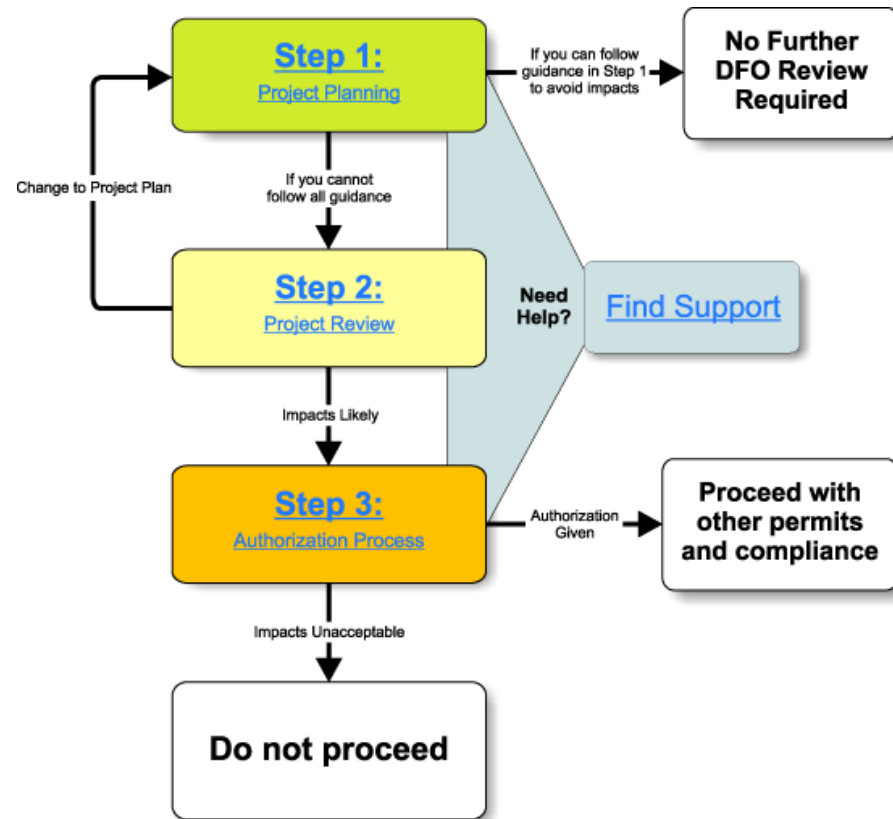 Step 1:
Project Planning
If you can follow
guidance in Step 1
to avoid impacts
No Further
DFO Review
Required
Change to Project Plan
If you cannot
follow all guidance
Step 2:
Project Review
Need
Help?
Find Support
Impacts Likely
Step 3:
Authorization Process
Authorization
Given
Proceed with
other permits
and compliance
Impacts Unacceptable
Do not proceed